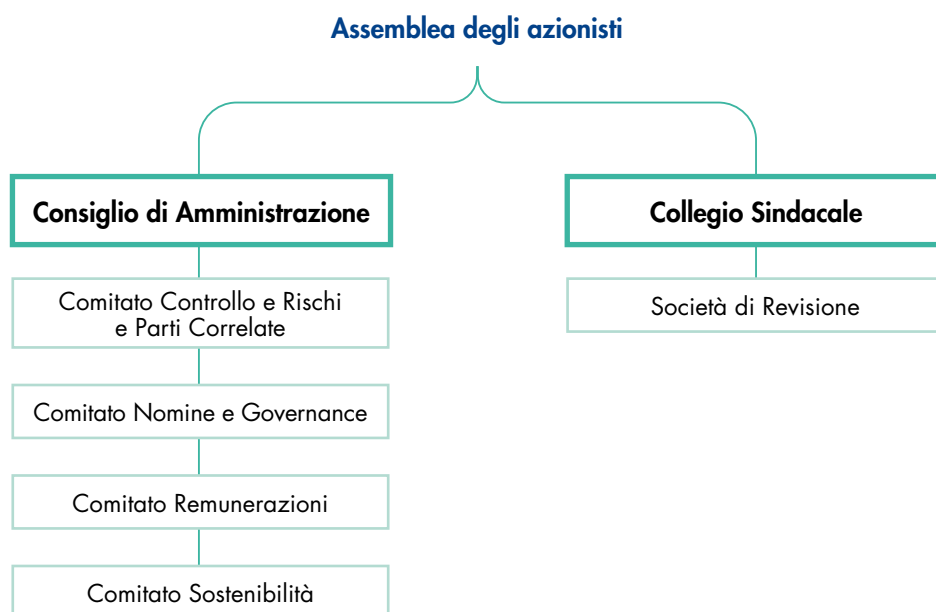 Assemblea degli azionisti
Consiglio di Amministrazione
Collegio Sindacale
Comitato Controllo e Rischi
e Parti Correlate
Società di Revisione
Comitato Nomine e Governance
Comitato Remunerazioni
Comitato Sostenibilità